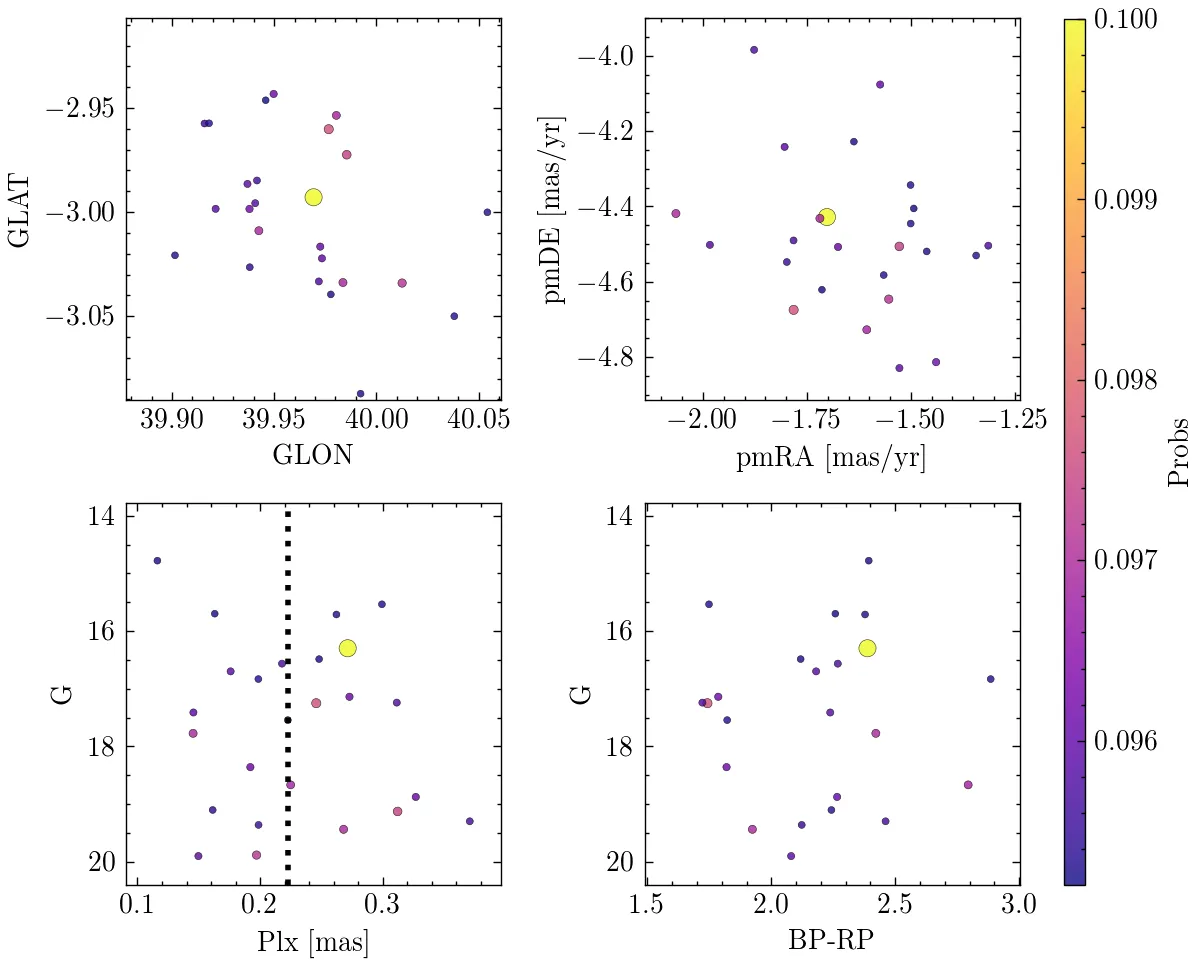 −2.95
−3.00
−3.05
GLAT
39.90 39.95 40.00 40.05
GLON
−4.0
−4.2
−4.4
−4.6
−4.8
pmDE [mas/yr]
−2.00 −1.75 −1.50 −1.25
pmRA [mas/yr]
0.100
0.099
0.098
0.097
0.096
Probs
14
16
18
20
G
0.1 0.2 0.3
Plx [mas]
14
16
18
20
G
1.5 2.0 2.5 3.0
BP-RP